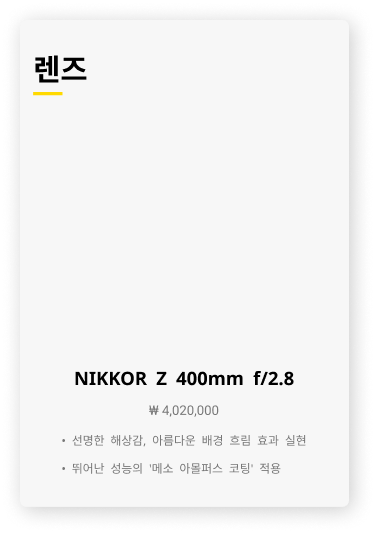 렌즈
NIKKOR Z 400mm f/2.8
₩ 4,020,000
• 선명한 해상감, 아름다운 배경 흐림 효과 실현
• 뛰어난 성능의 '메소 아몰퍼스 코팅' 적용